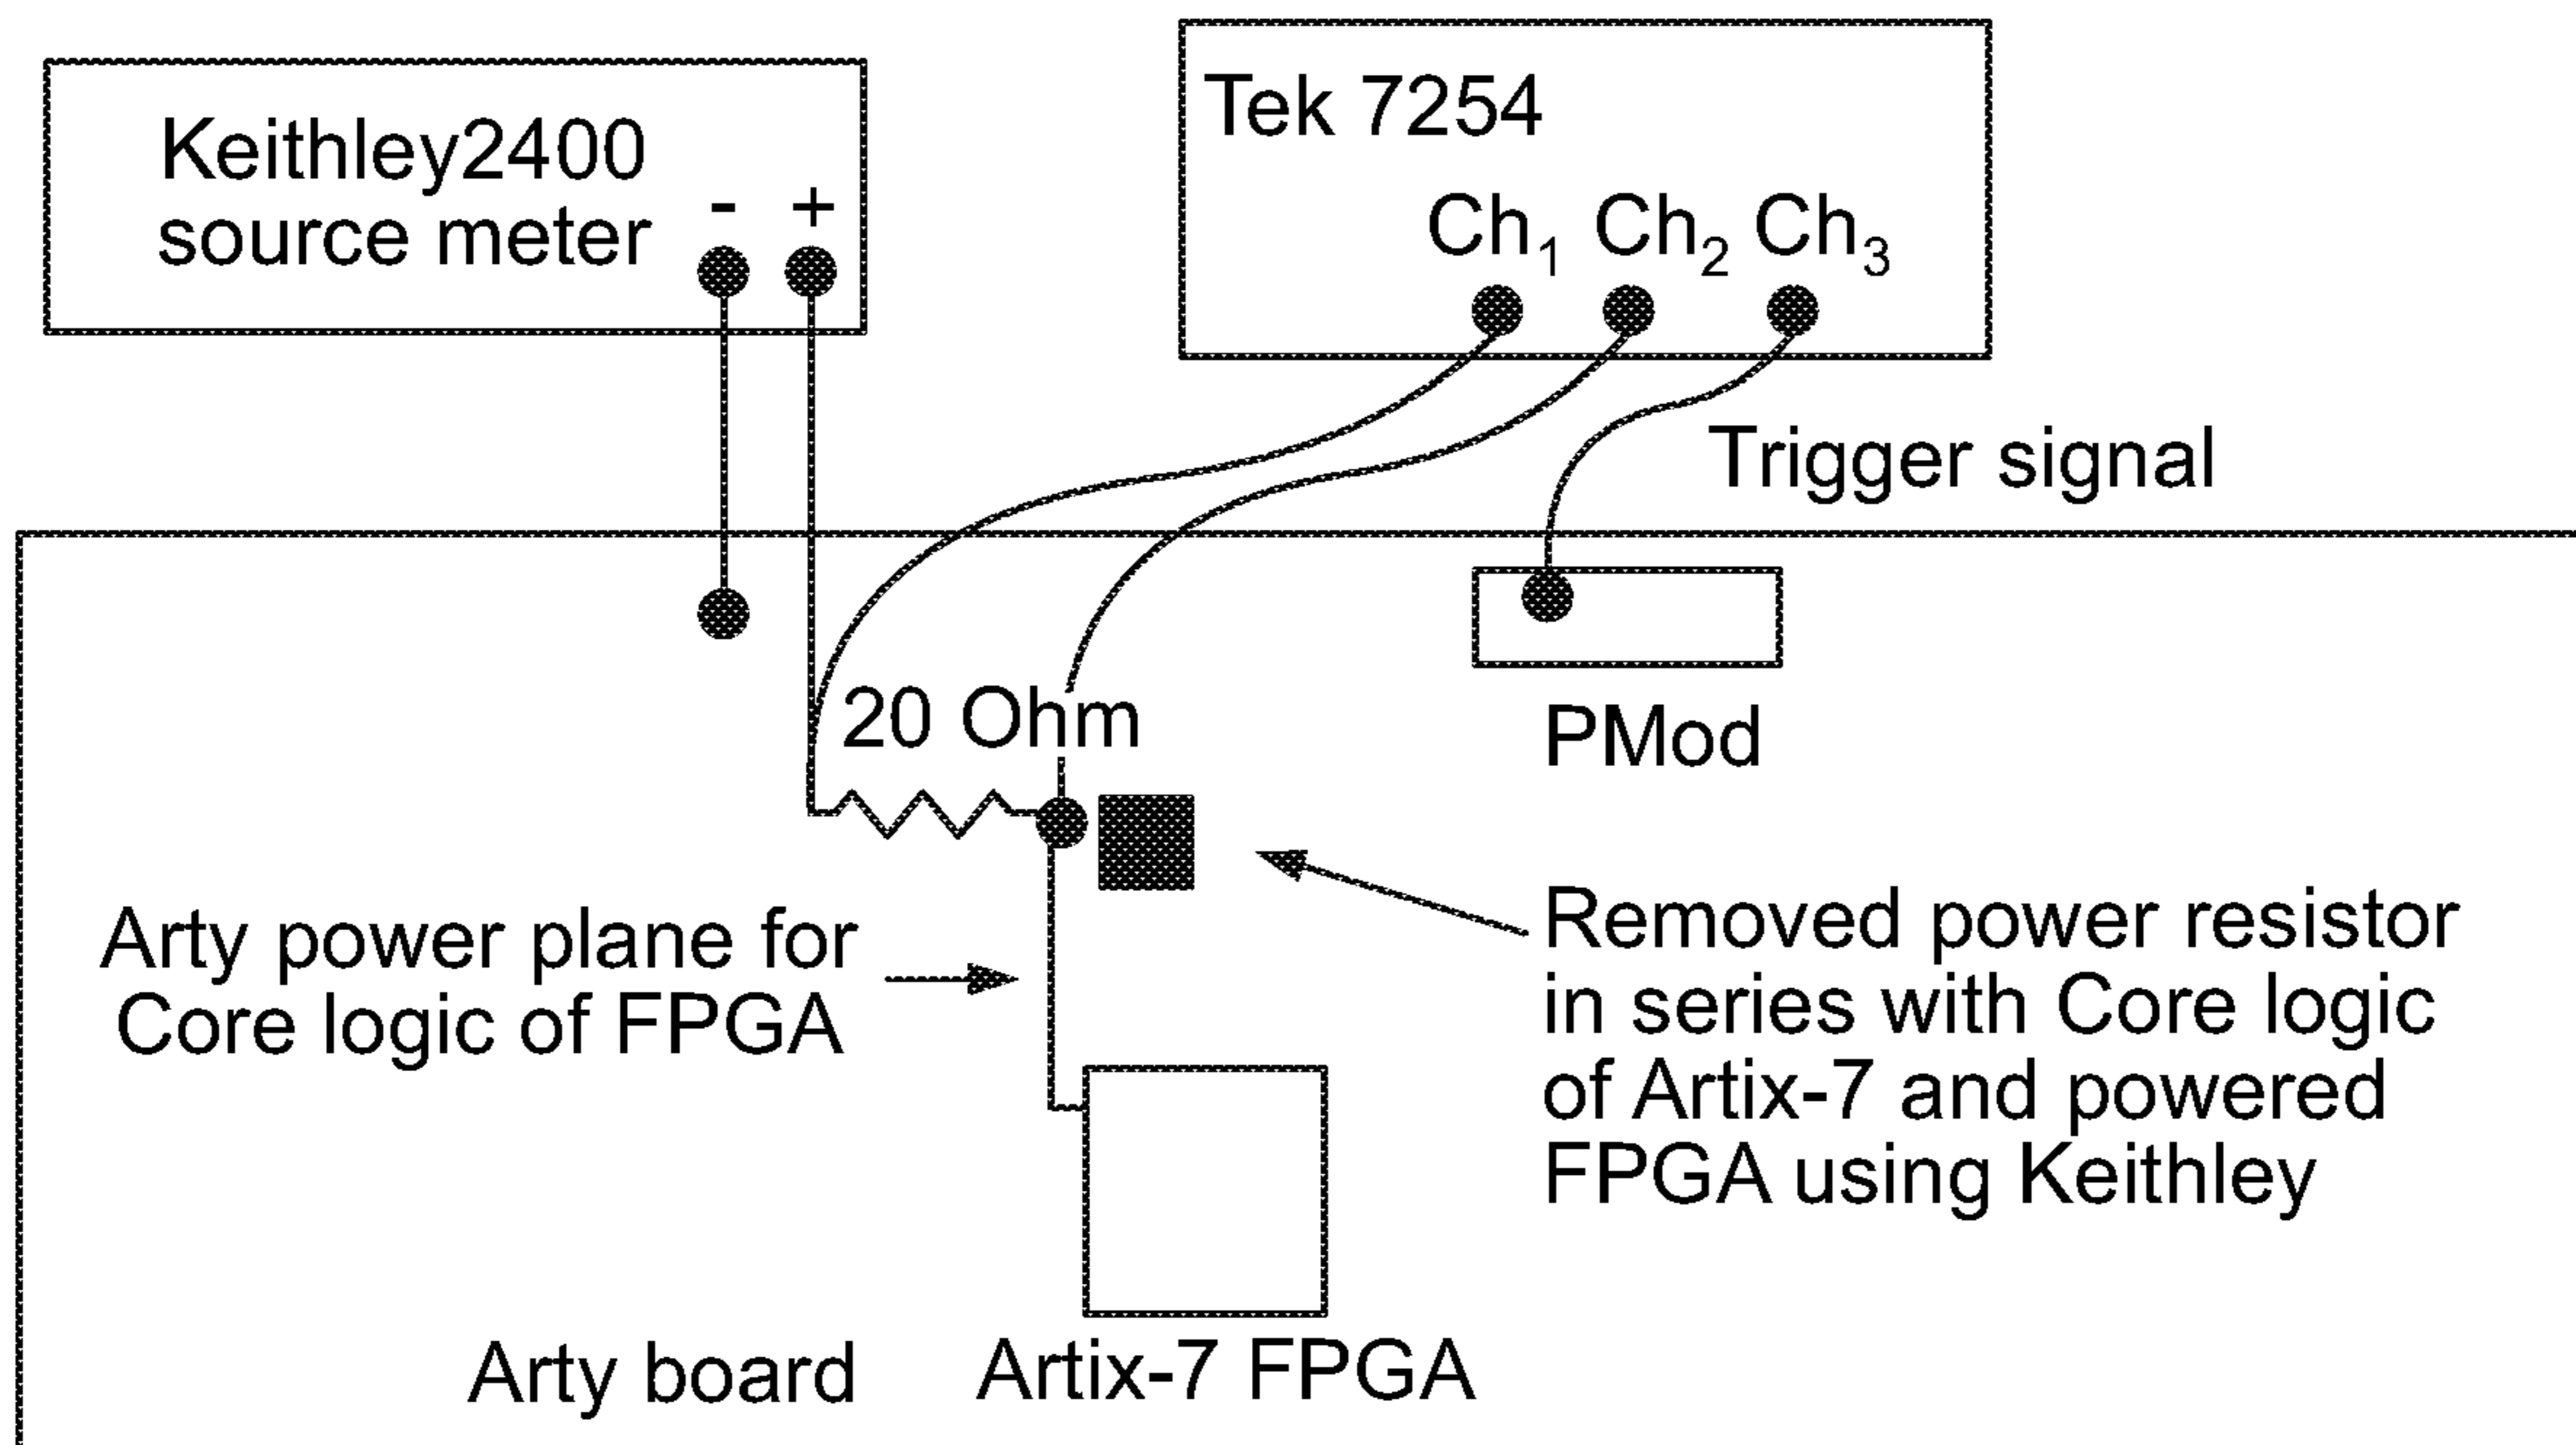 Keithley2400
source meter
- +
Tek 7254
Ch₁ Ch₂ Ch₃
Trigger signal
20 Ohm
PMod
Arty power plane for
Core logic of FPGA
Removed power resistor
in series with Core logic
of Artix-7 and powered
FPGA using Keithley
Arty board
Artix-7 FPGA